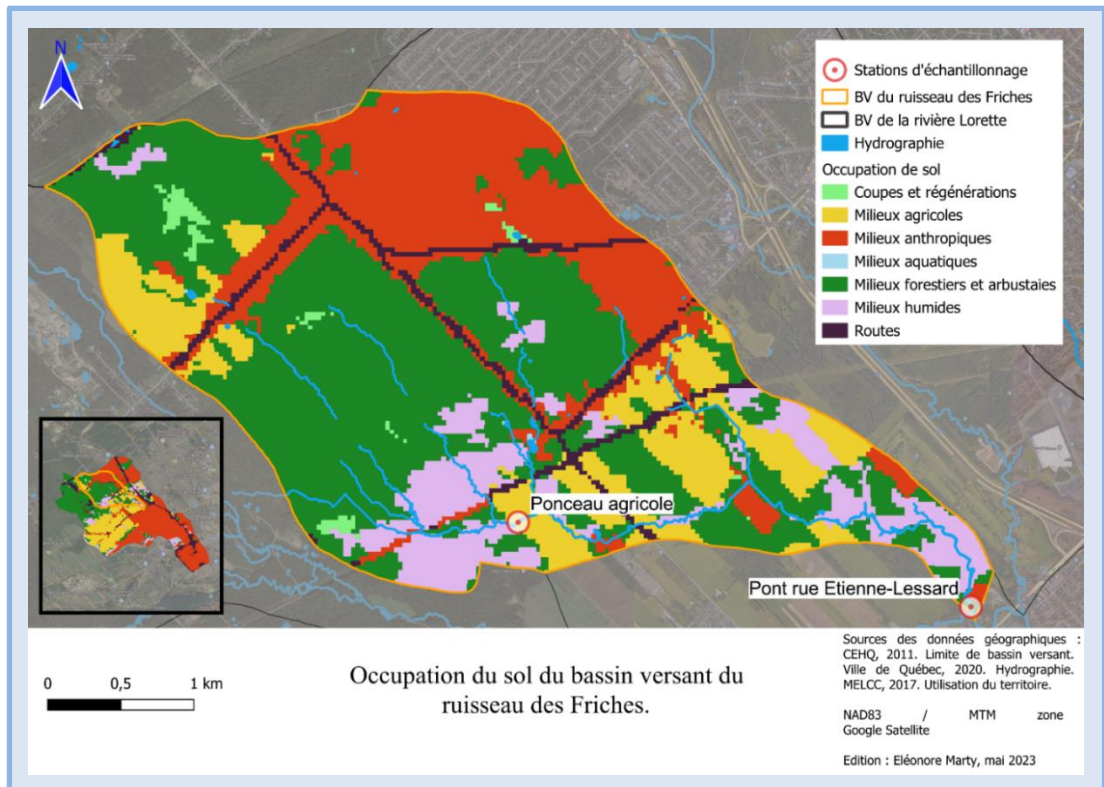 N
Stations d'échantillonnage
BV du ruisseau des Friches
BV de la rivière Lorette
Hydrographie
Occupation de sol
Coupes et régénérations
Milieux agricoles
Milieux anthropiques
Milieux aquatiques
Milieux forestiers et arbustaies
Milieux humides
Routes
Ponceau agricole
Pont rue Etienne-Lessard
0 0,5 1 km
Occupation du sol du bassin versant du
ruisseau des Friches.
Sources des données géographiques :
CEHQ, 2011. Limite de bassin versant.
Ville de Québec, 2020. Hydrographie.
MELCC, 2017. Utilisation du territoire.
NAD83 / MTM zone
Google Satellite
Edition : Eléonore Marty, mai 2023